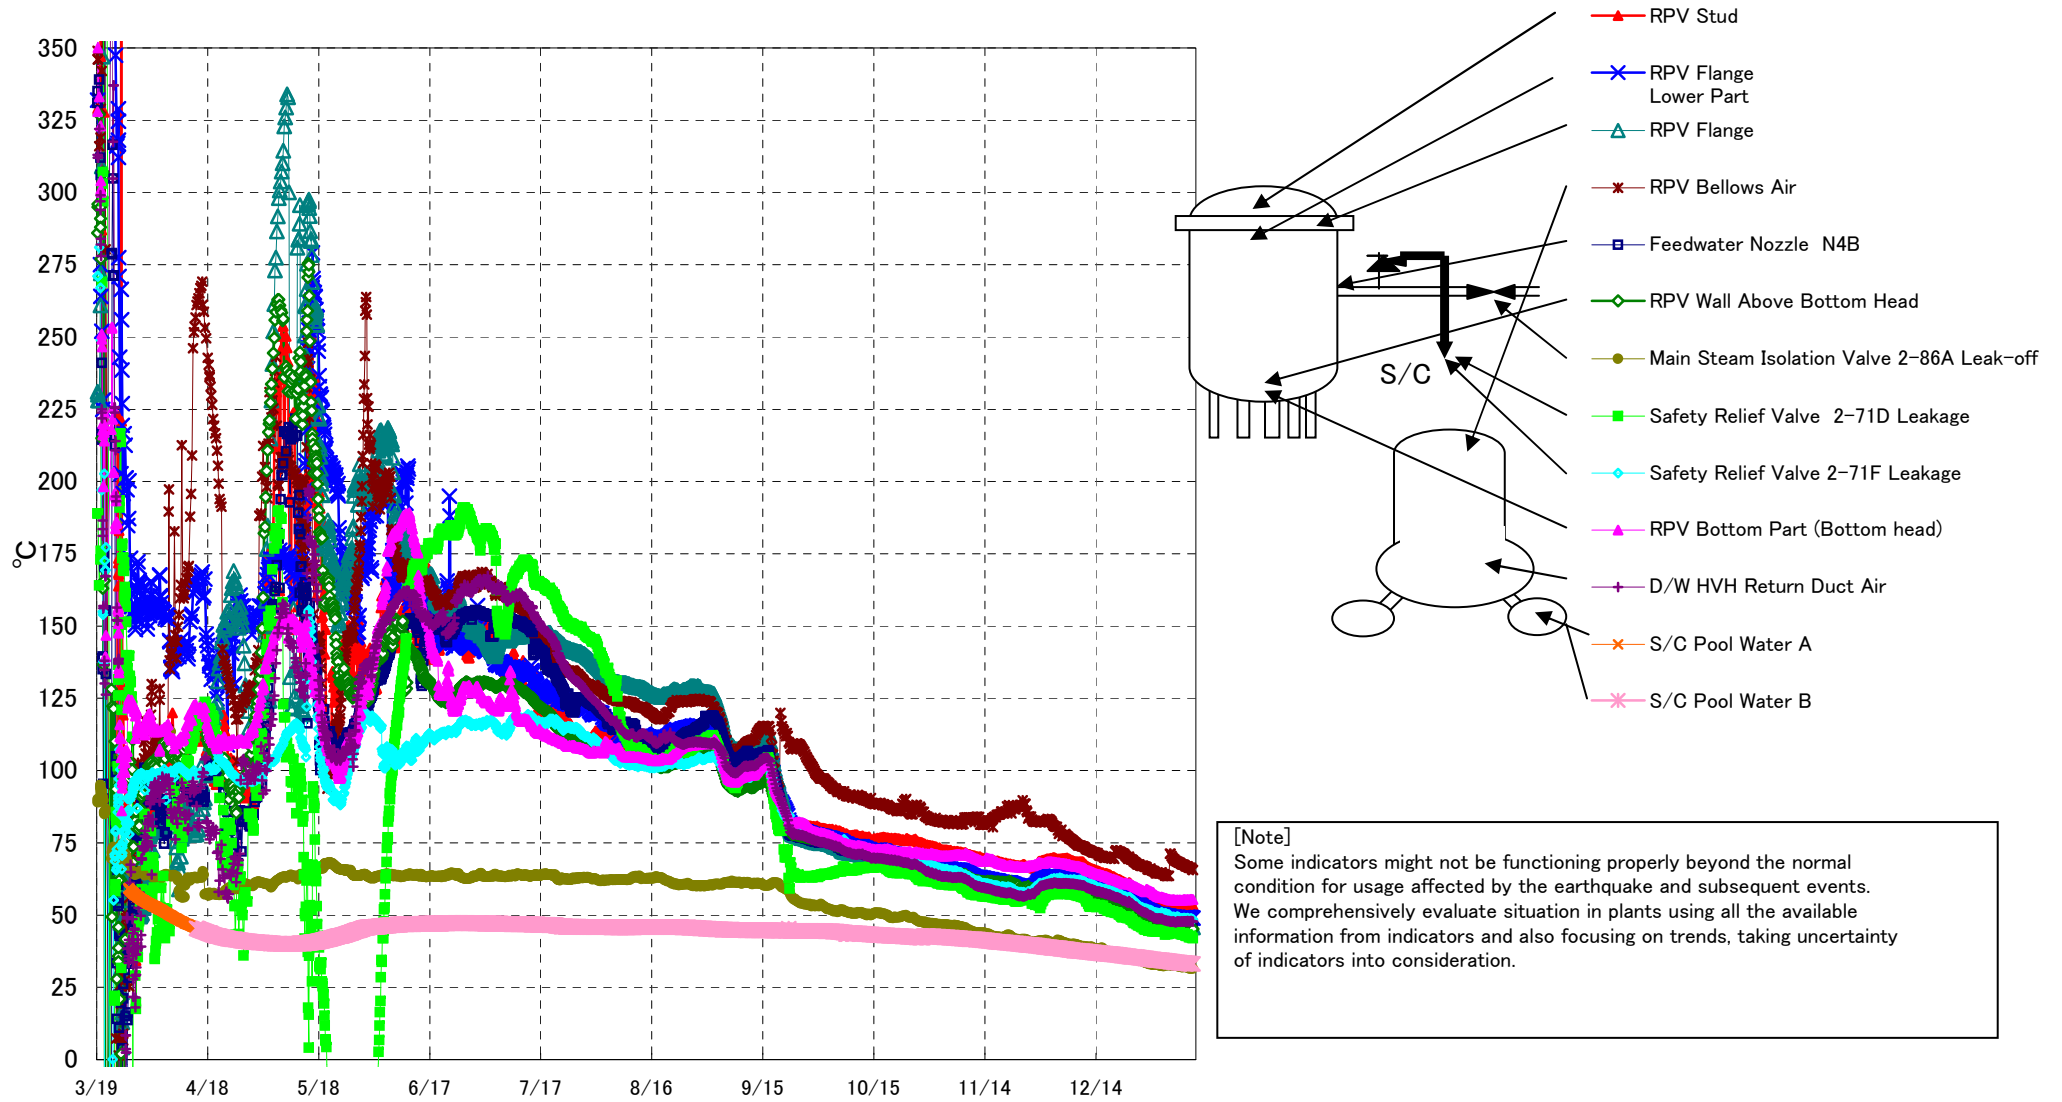 350
325
300
275
250
225
200
175
150
125
100
75
50
25
0
℃
3/19
4/18
5/18
6/17
7/17
8/16
9/15
10/15
11/14
12/14
S/C
RPV Stud
RPV Flange
Lower Part
RPV Flange
RPV Bellows Air
Feedwater Nozzle N4B
RPV Wall Above Bottom Head
Main Steam Isolation Valve 2-86A Leak-off
Safety Relief Valve 2-71D Leakage
Safety Relief Valve 2-71F Leakage
RPV Bottom Part (Bottom head)
D/W HVH Return Duct Air
S/C Pool Water A
S/C Pool Water B
[Note]
Some indicators might not be functioning properly beyond the normal
condition for usage affected by the earthquake and subsequent events.
We comprehensively evaluate situation in plants using all the available
information from indicators and also focusing on trends, taking uncertainty
of indicators into consideration.